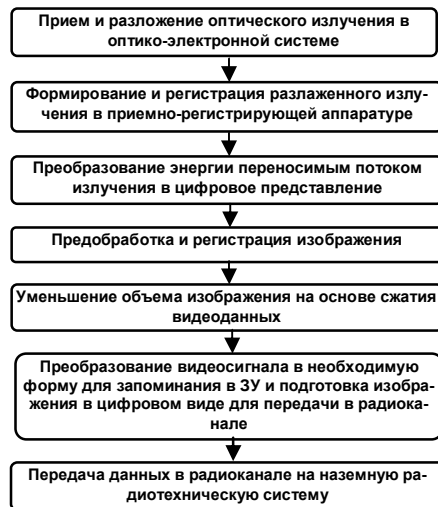 Прием и разложение оптического излучения в
оптико-электронной системе
Формирование и регистрация разлаженного излу-
чения в приемно-регистрирующей аппаратуре
Преобразование энергии переносимым потоком
излучения в цифровое представление
Предобработка и регистрация изображения
Уменьшение объема изображения на основе сжатия
видеоданных
Преобразование видеосигнала в необходимую
форму для запоминания в ЗУ и подготовка изобра-
жения в цифровом виде для передачи в радиока-
нале
Передача данных в радиоканале на наземную ра-
диотехническую систему